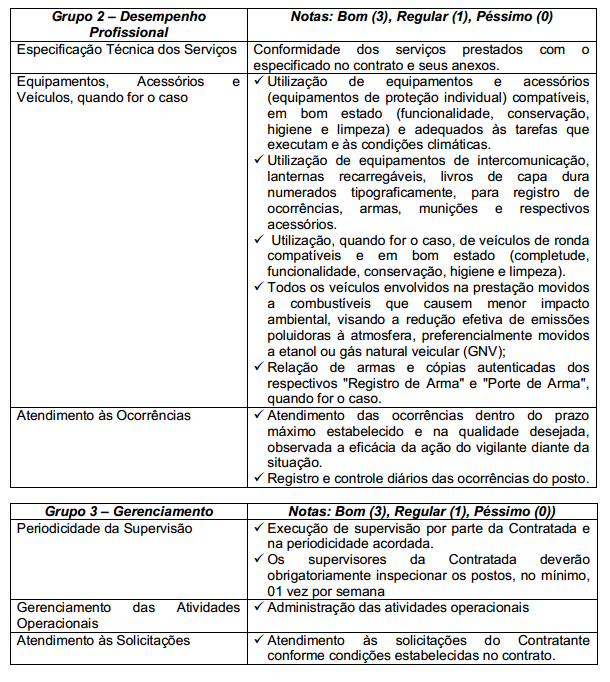 Grupo 2 – Desempenho
Profissional
Notas: Bom (3), Regular (1), Péssimo (0)
Especificação Técnica dos Serviços
Conformidade dos serviços prestados com o
especificado no contrato e seus anexos.
Equipamentos, Acessórios e
Veículos, quando for o caso
✓ Utilização de equipamentos e acessórios
(equipamentos de proteção individual) compatíveis,
em bom estado (funcionalidade, conservação,
higiene e limpeza) e adequados às tarefas que
executam e às condições climáticas.
✓ Utilização de equipamentos de intercomunicação,
lanternas recarregáveis, livros de capa dura
numerados tipograficamente, para registro de
ocorrências, armas, munições e respectivos
acessórios.
✓ Utilização, quando for o caso, de veículos de ronda
compatíveis e em bom estado (completude,
funcionalidade, conservação, higiene e limpeza).
✓ Todos os veículos envolvidos na prestação movidos
a combustíveis que causem menor impacto
ambiental, visando a redução efetiva de emissões
poluidoras à atmosfera, preferencialmente movidos
a etanol ou gás natural veicular (GNV);
✓ Relação de armas e cópias autenticadas dos
respectivos "Registro de Arma" e "Porte de Arma",
quando for o caso.
Atendimento às Ocorrências
✓ Atendimento das ocorrências dentro do prazo
máximo estabelecido e na qualidade desejada,
observada a eficácia da ação do vigilante diante da
situação.
✓ Registro e controle diários das ocorrências do posto.
Grupo 3 – Gerenciamento
Notas: Bom (3), Regular (1), Péssimo (0))
Periodicidade da Supervisão
✓ Execução de supervisão por parte da Contratada e
na periodicidade acordada.
✓ Os supervisores da Contratada deverão
obrigatoriamente inspecionar os postos, no mínimo,
01 vez por semana
Gerenciamento das Atividades
Operacionais
✓ Administração das atividades operacionais
Atendimento às Solicitações
✓ Atendimento às solicitações do Contratante
conforme condições estabelecidas no contrato.